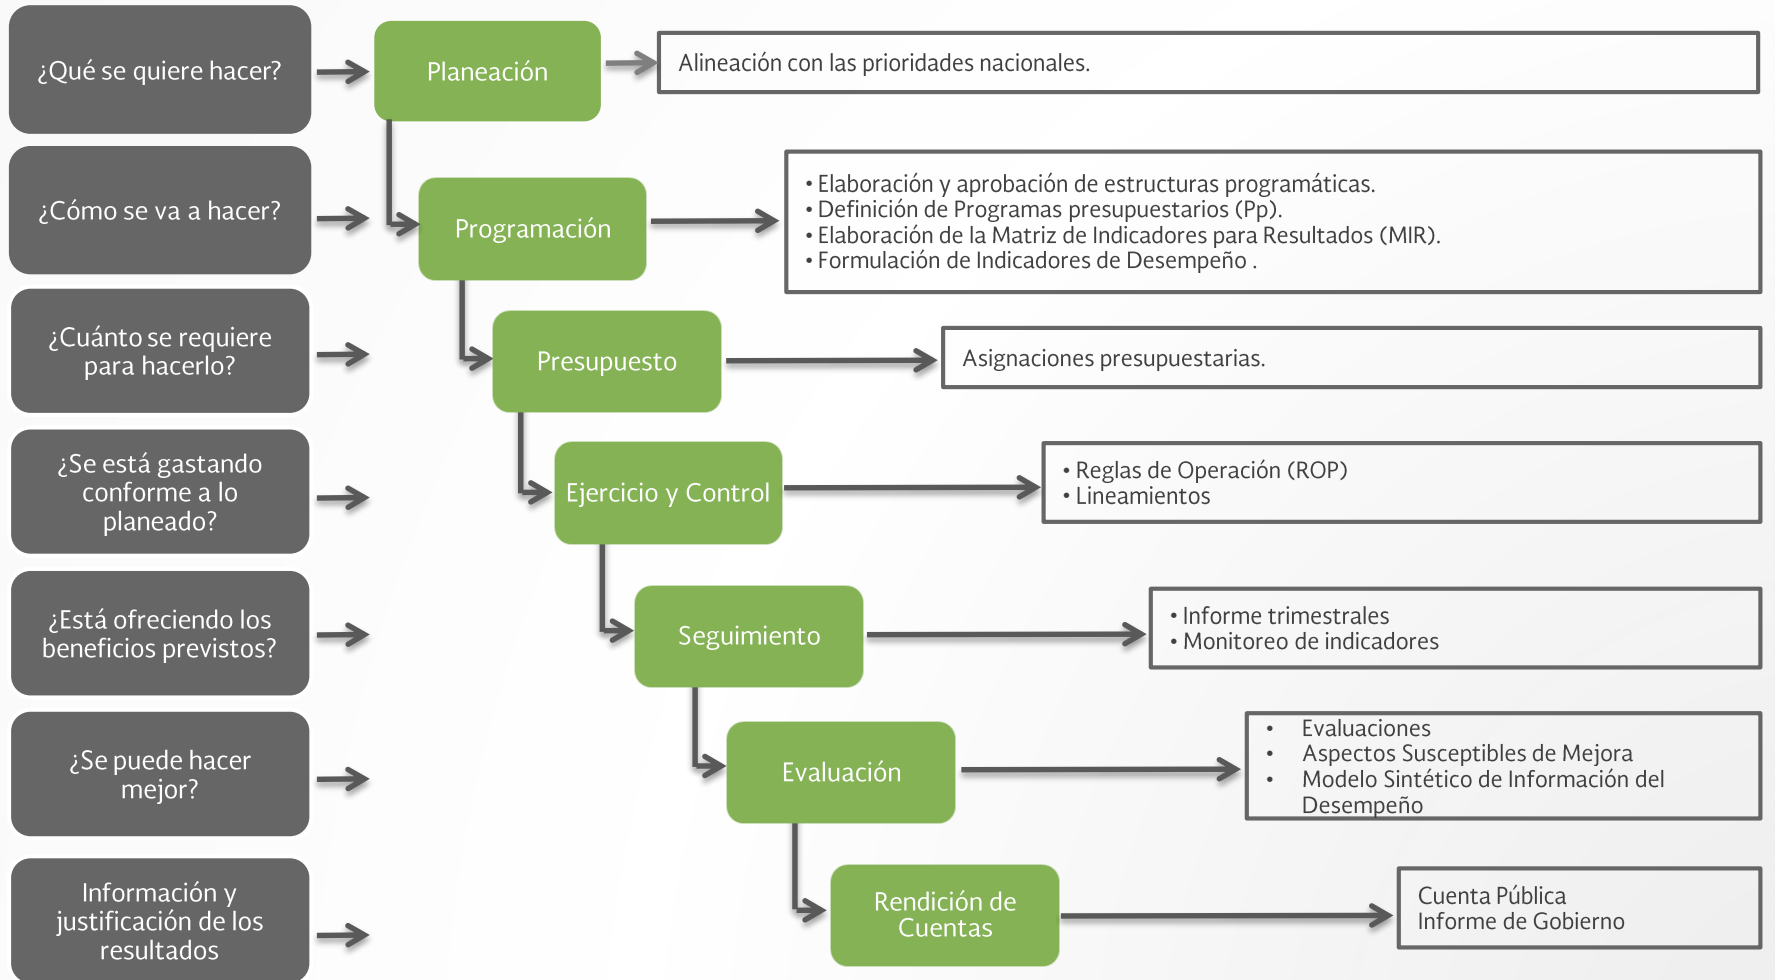 ¿Qué se quiere hacer?
Planeación
Alineación con las prioridades nacionales.
¿Cómo se va a hacer?
Programación
• Elaboración y aprobación de estructuras programáticas.
• Definición de Programas presupuestarios (Pp).
• Elaboración de la Matriz de Indicadores para Resultados (MIR).
• Formulación de Indicadores de Desempeño .
¿Cuánto se requiere
para hacerlo?
Presupuesto
Asignaciones presupuestarias.
¿Se está gastando
conforme a lo
planeado?
Ejercicio y Control
• Reglas de Operación (ROP)
• Lineamientos
¿Está ofreciendo los
beneficios previstos?
Seguimiento
• Informe trimestrales
• Monitoreo de indicadores
¿Se puede hacer
mejor?
Evaluación
• Evaluaciones
• Aspectos Susceptibles de Mejora
• Modelo Sintético de Información del
Desempeño
Información y
justificación de los
resultados
Rendición de
Cuentas
Cuenta Pública
Informe de Gobierno